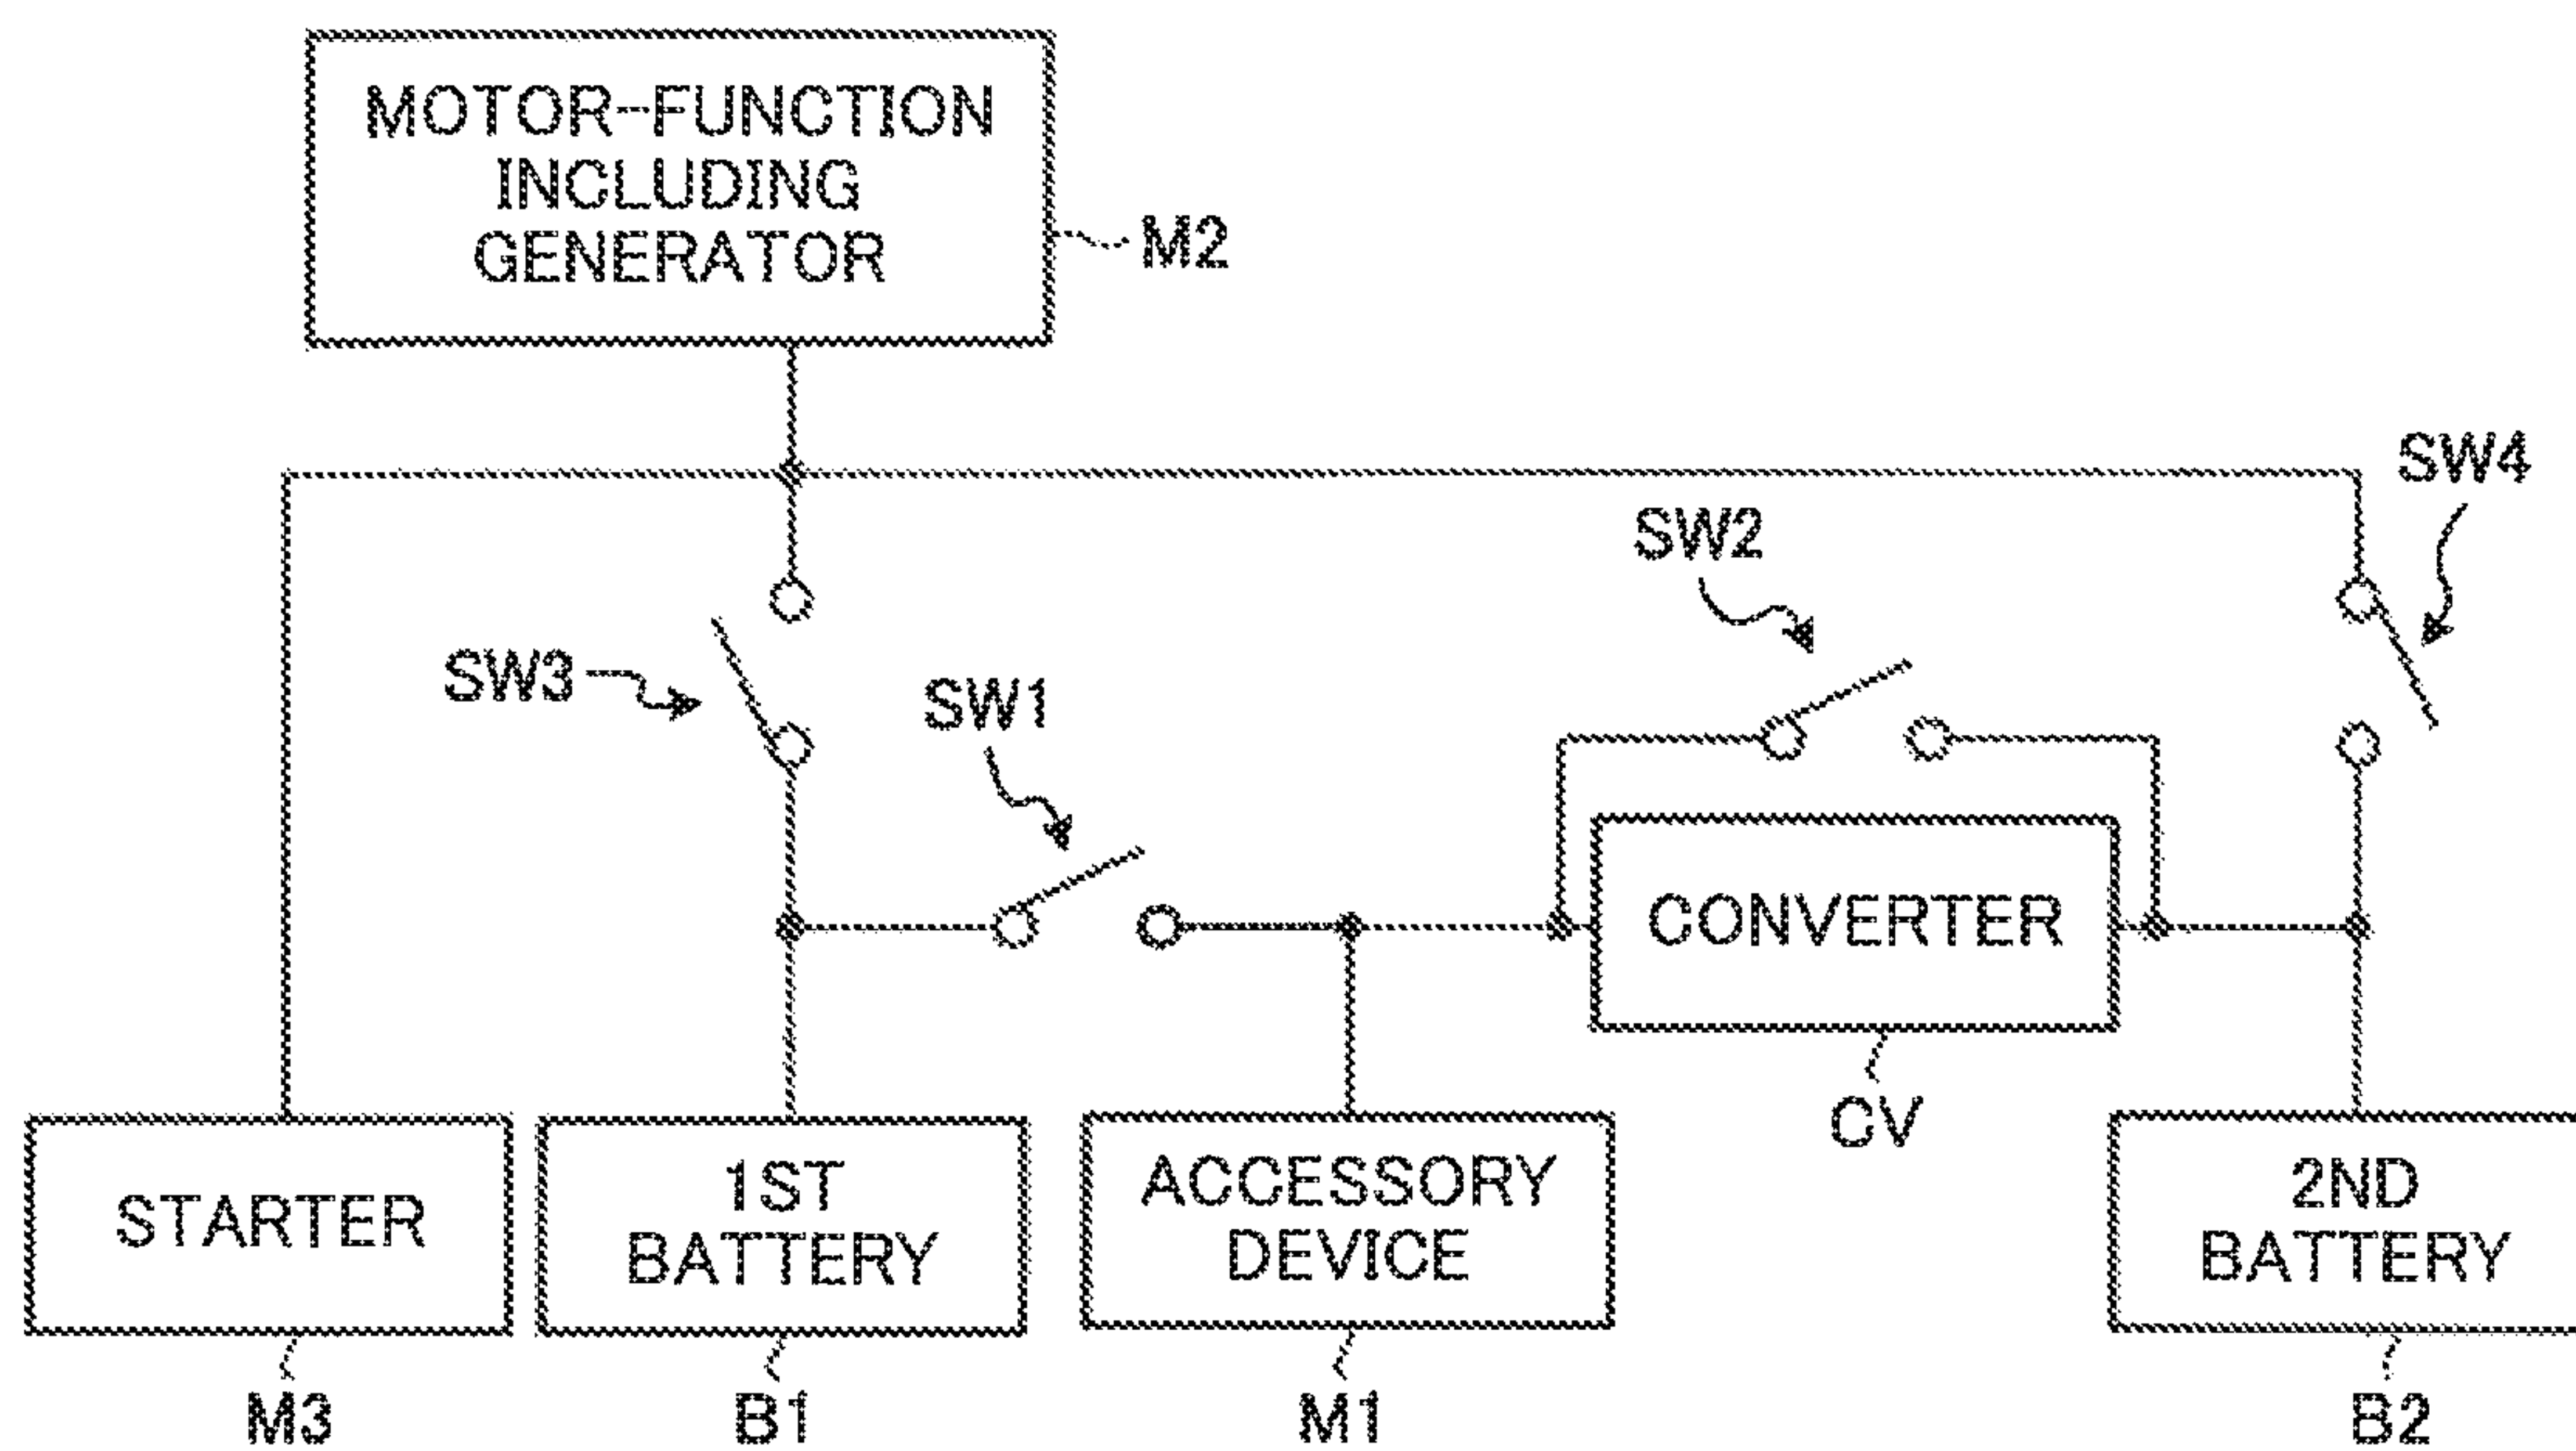 MOTOR-FUNCTION
INCLUDING
GENERATOR
M2
SW4
SW2
SW3
SW1
CONVERTER
CV
STARTER
1ST
BATTERY
ACCESSORY
DEVICE
2ND
BATTERY
M3
B1
M1
B2